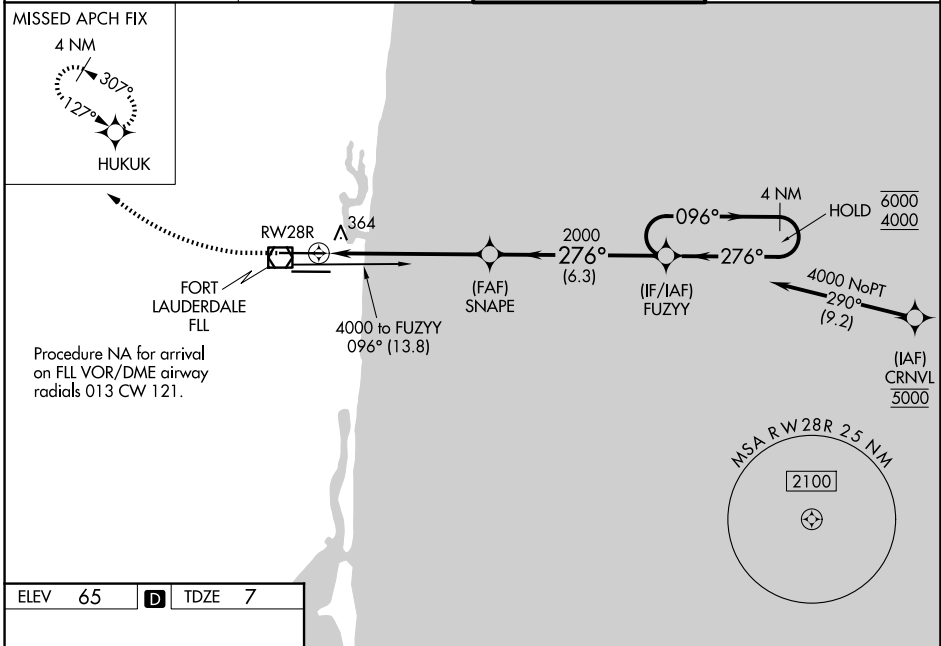 MISSED APCH FIX
4 NM
307°
127°
HUKUK
RW28R
364
FORT
LAUDERDALE
FLL
Procedure NA for arrival
on FLL VOR/DME airway
radials 013 CW 121.
4000 to FUZYY
096° (13.8)
(FAF)
SNAPE
2000
276°
(6.3)
(IF/IAF)
FUZYY
096°
276°
4 NM
HOLD
6000
4000
4000 NoPT
290°
(9.2)
(IAF)
CRNVL
5000
MSA RW28R 25 NM
2100
ELEV 65 D TDZE 7